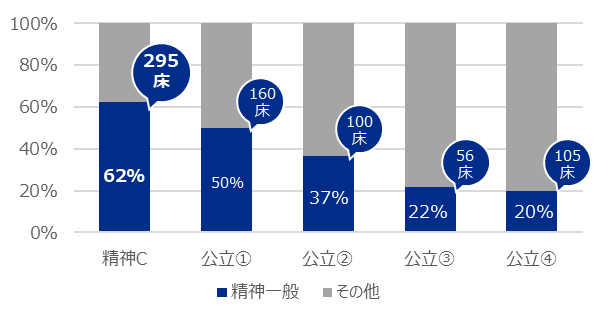 100%
80%
60%
40%
20%
0%
295
床
160
床
100
床
56
床
105
床
62%
50%
37%
22%
20%
精神C
公立①
公立②
公立③
公立④
精神一般
その他